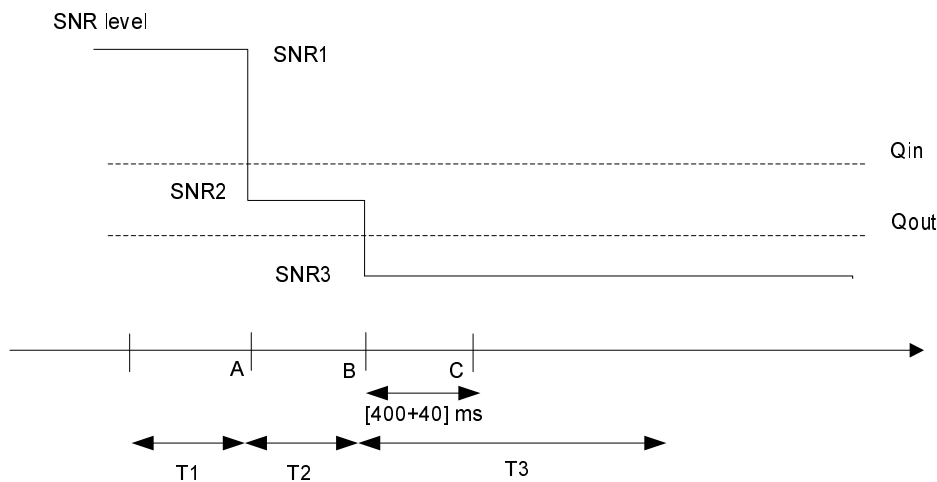 SNR level
SNR1
Qin
SNR2
Qout
SNR3
A
B
C
[400+40] ms
T1
T2
T3